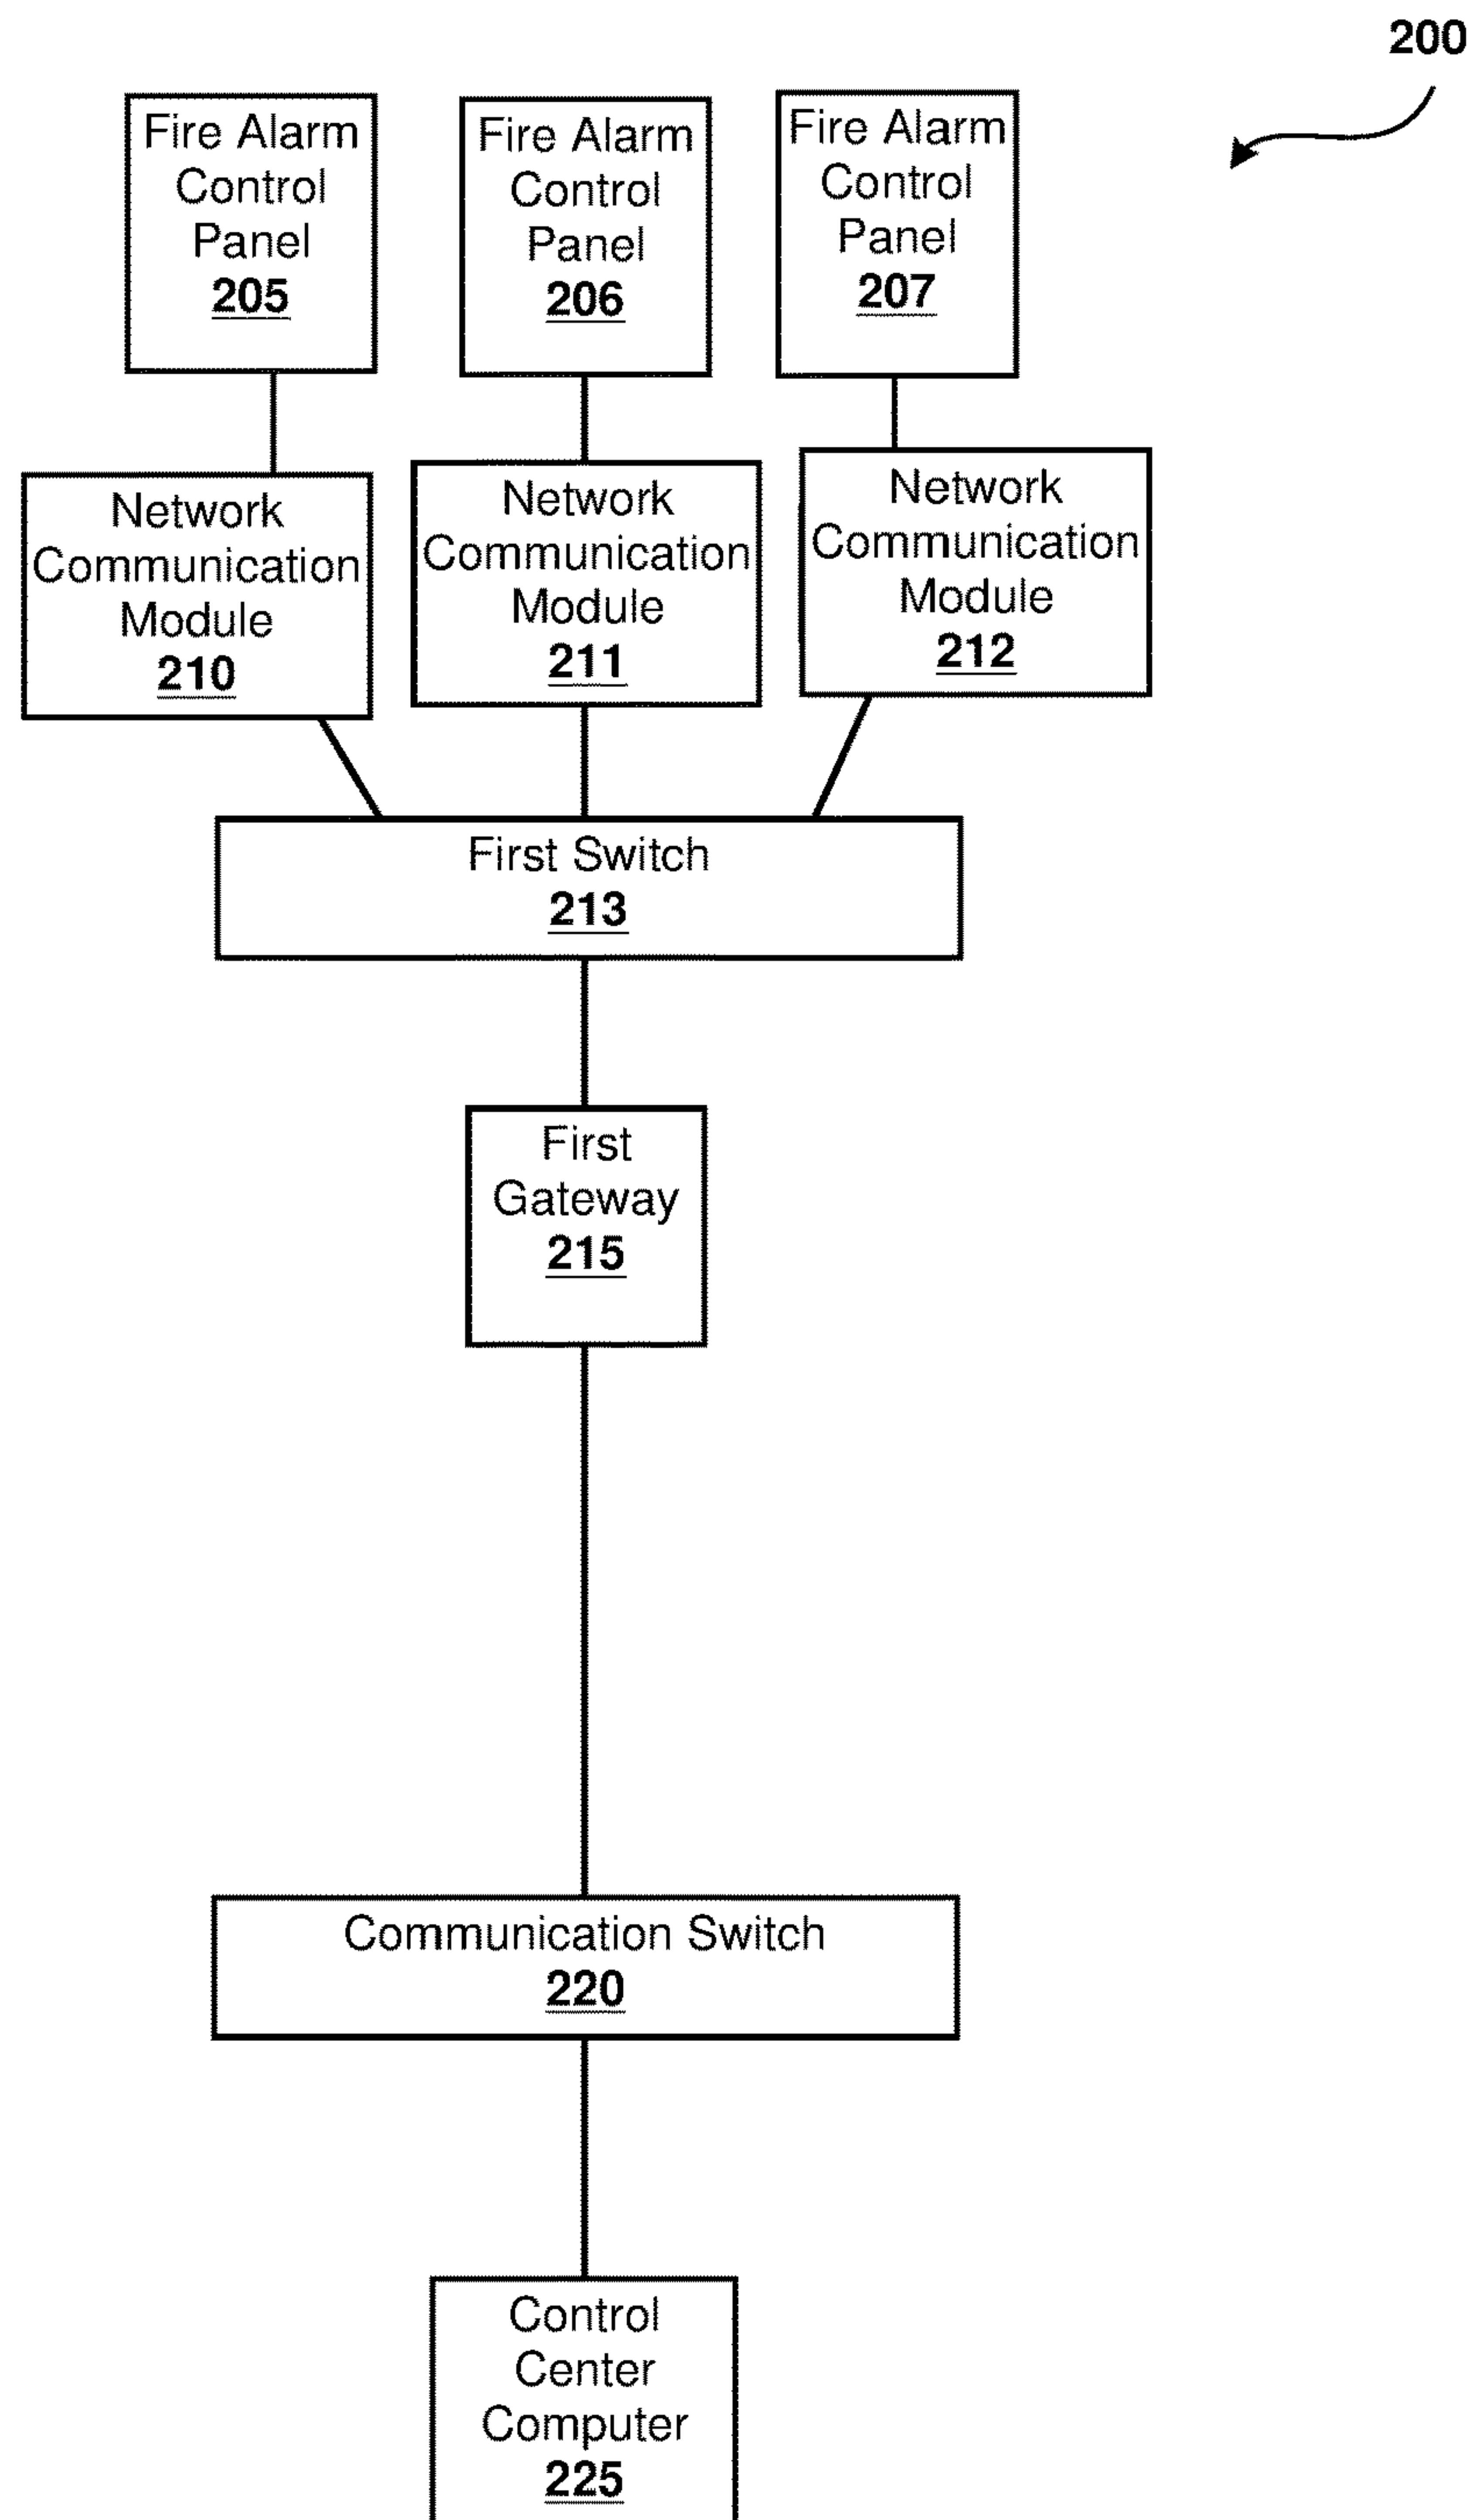 200
Fire Alarm
Control
Panel
205
Fire Alarm
Control
Panel
206
Fire Alarm
Control
Panel
207
Network
Communication
Module
210
Network
Communication
Module
211
Network
Communication
Module
212
First Switch
213
First
Gateway
215
Communication Switch
220
Control
Center
Computer
225